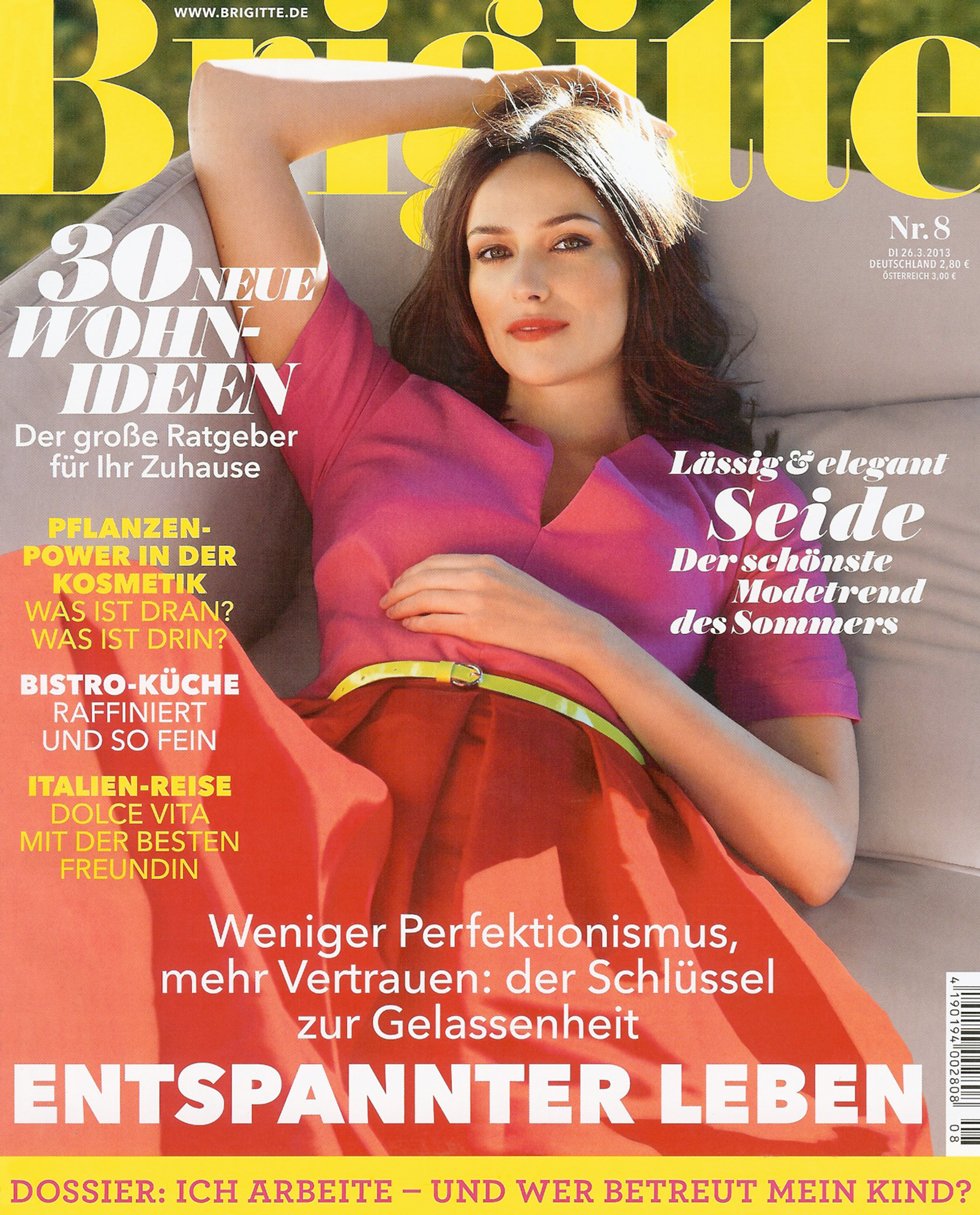 WWW.BRIGITTE.DE
Brigitte
Nr. 8
DI 26.3.2013
DEUTSCHLAND 2,80 €
ÖSTERREICH 3,00 €
30 NEUE
WOHN-
IDEEN
Der große Ratgeber
für Ihr Zuhause
PFLANZEN-
POWER IN DER
KOSMETIK
WAS IST DRAN?
WAS IST DRIN?
BISTRO-KÜCHE
RAFFINIERT
UND SO FEIN
ITALIEN-REISE
DOLCE VITA
MIT DER BESTEN
FREUNDIN
Lässig & elegant
Seide
Der schönste
Modetrend
des Sommers
Weniger Perfektionismus,
mehr Vertrauen: der Schlüssel
zur Gelassenheit
ENTSPANNTER LEBEN
4 190194 002808
08
DOSSIER: ICH ARBEITE – UND WER BETREUT MEIN KIND?